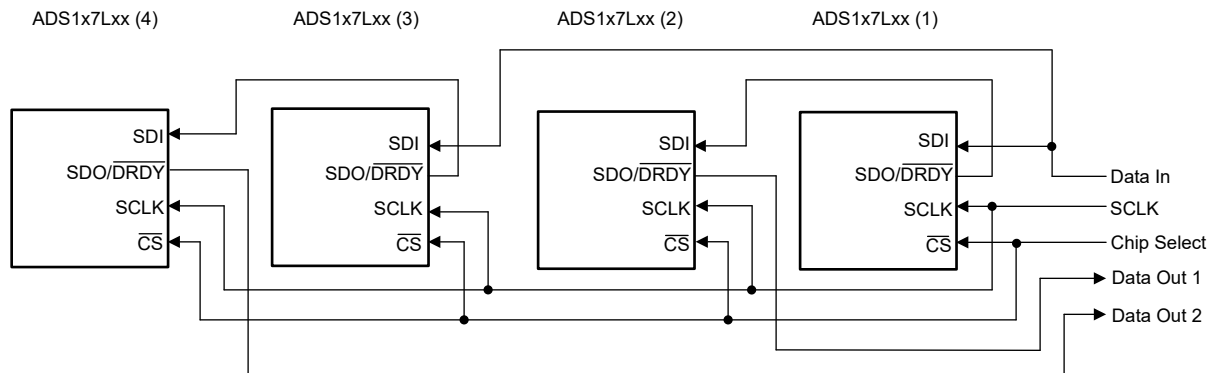 ADS1x7Lxx (4)
ADS1x7Lxx (3)
ADS1x7Lxx (2)
ADS1x7Lxx (1)
SDI
SDO/DRDY
SCLK
CS
SDI
SDO/DRDY
SCLK
CS
SDI
SDO/DRDY
SCLK
CS
SDI
SDO/DRDY
SCLK
CS
Data In
SCLK
Chip Select
Data Out 1
Data Out 2